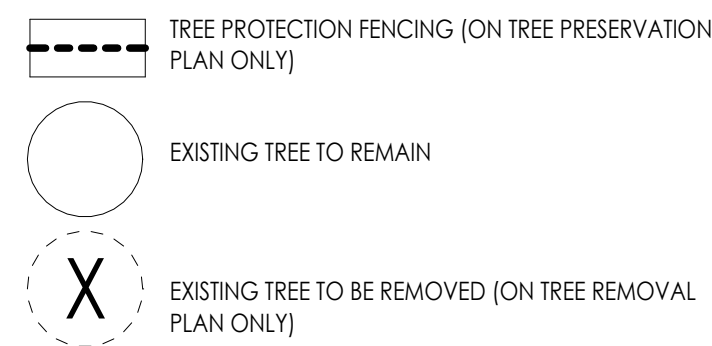 TREE PROTECTION FENCING (ON TREE PRESERVATION
PLAN ONLY)
EXISTING TREE TO REMAIN
X
EXISTING TREE TO BE REMOVED (ON TREE REMOVAL
PLAN ONLY)